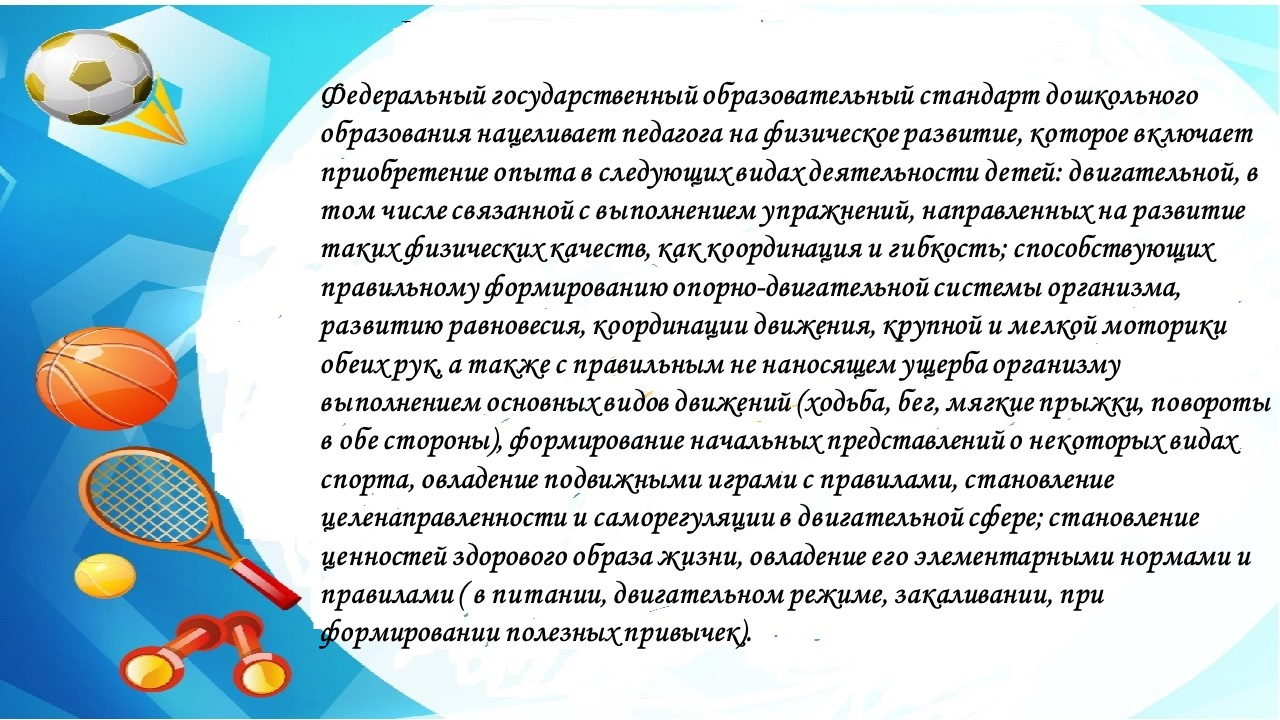 Федеральный государственный образовательный стандарт дошкольного
образования нацеливает педагога на физическое развитие, которое включает
приобретение опыта в следующих видах деятельности детей: двигательной, в
том числе связанной с выполнением упражнений, направленных на развитие
таких физических качеств, как координация и гибкость; способствующих
правильному формированию опорно-двигательной системы организма,
развитию равновесия, координации движения, крупной и мелкой моторики
обеих рук, а также с правильным не наносящем ущерба организму
выполнением основных видов движений (ходьба, бег, мягкие прыжки, повороты
в обе стороны), формирование начальных представлений о некоторых видах
спорта, овладение подвижными играми с правилами, становление
целенаправленности и саморегуляции в двигательной сфере; становление
ценностей здорового образа жизни, овладение его элементарными нормами и
правилами ( в питании, двигательном режиме, закаливании, при
формировании полезных привычек).